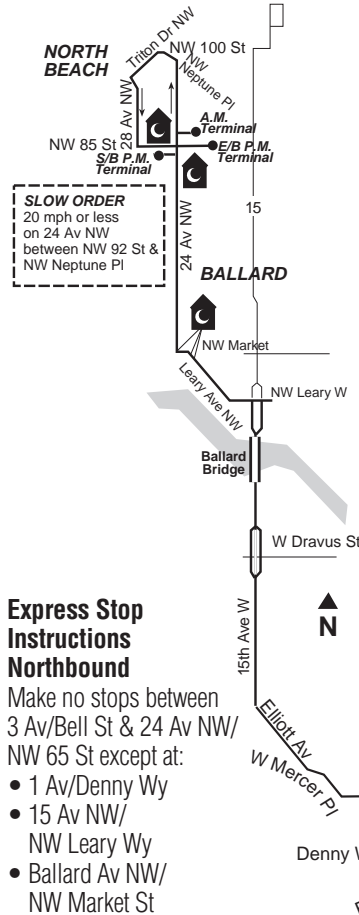 NORTH
BEACH
Triton Dr NW
NW 100 St
NW
Neptune Pl
28 Av NW
A.M.
Terminal
NW 85 St
E/B P.M.
Terminal
S/B P.M.
Terminal
SLOW ORDER
20 mph or less
on 24 Av NW
between NW 92 St &
NW Neptune Pl
24 Av NW
15
BALLARD
NW Market
Leary Ave NW
NW Leary W
Ballard
Bridge
W Dravus St
15th Ave W
N
Express Stop
Instructions
Northbound
Make no stops between
3 Av/Bell St & 24 Av NW/
NW 65 St except at:
• 1 Av/Denny Wy
• 15 Av NW/
NW Leary Wy
• Ballard Av NW/
NW Market St
Elliott Av
W Mercer Pl
Denny W